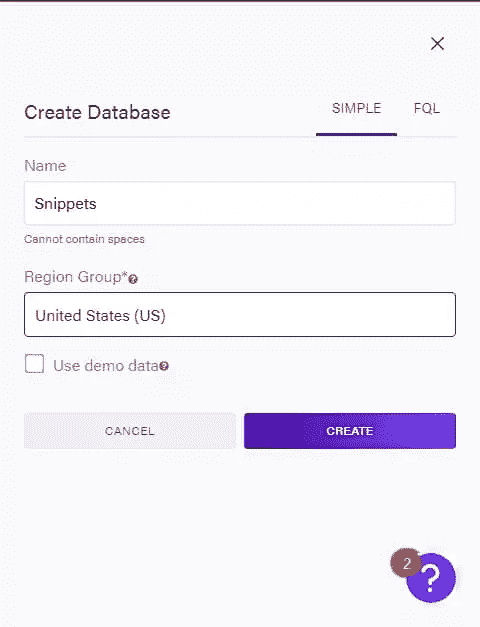 Create Database
SIMPLE
FQL
Name
Snippets
Cannot contain spaces
Region Group*?
United States (US)
Use demo data?
CANCEL
CREATE
2
?